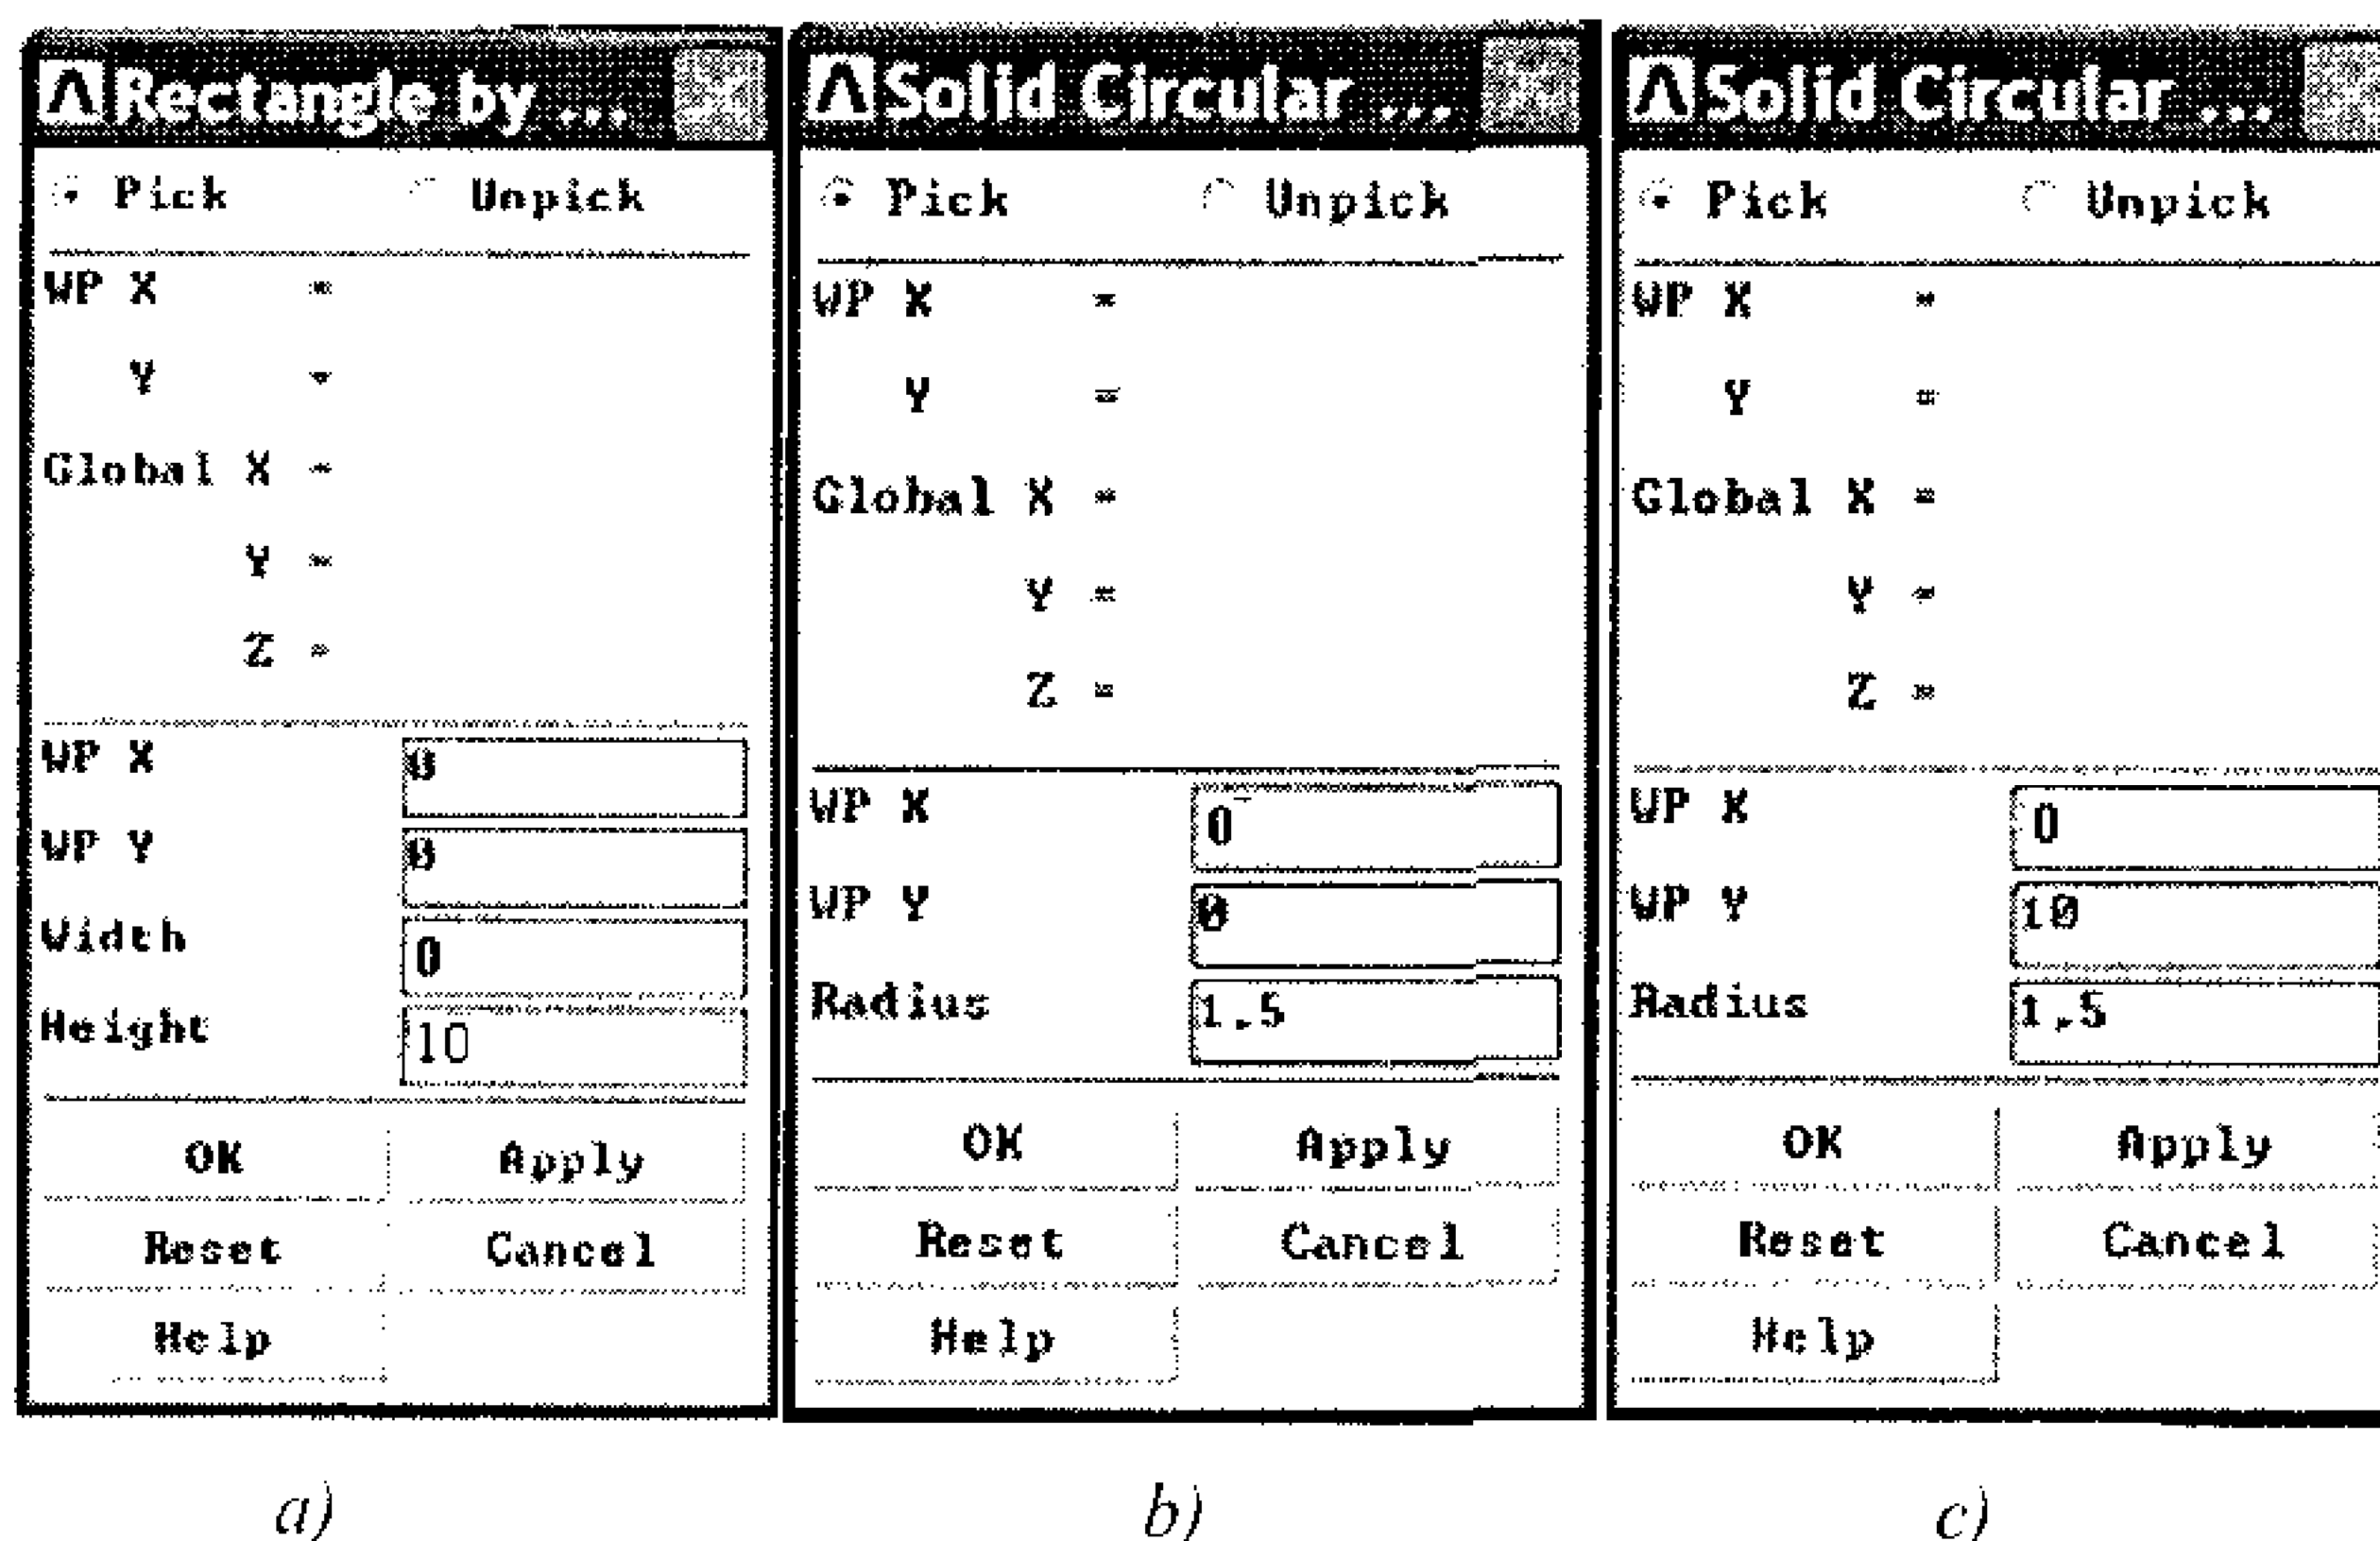 Rectangle by ...
Pick Unpick
WP X =
Y =
Global X =
Y =
Z =
WP X 0
WP Y 0
Width 0
Height 10
OK Apply
Reset Cancel
Help
a)
Solid Circular ...
Pick Unpick
WP X =
Y =
Global X =
Y =
Z =
WP X 0
WP Y 0
Radius 1.5
OK Apply
Reset Cancel
Help
b)
Solid Circular ...
Pick Unpick
WP X =
Y =
Global X =
Y =
Z =
WP X 0
WP Y 10
Radius 1.5
OK Apply
Reset Cancel
Help
c)